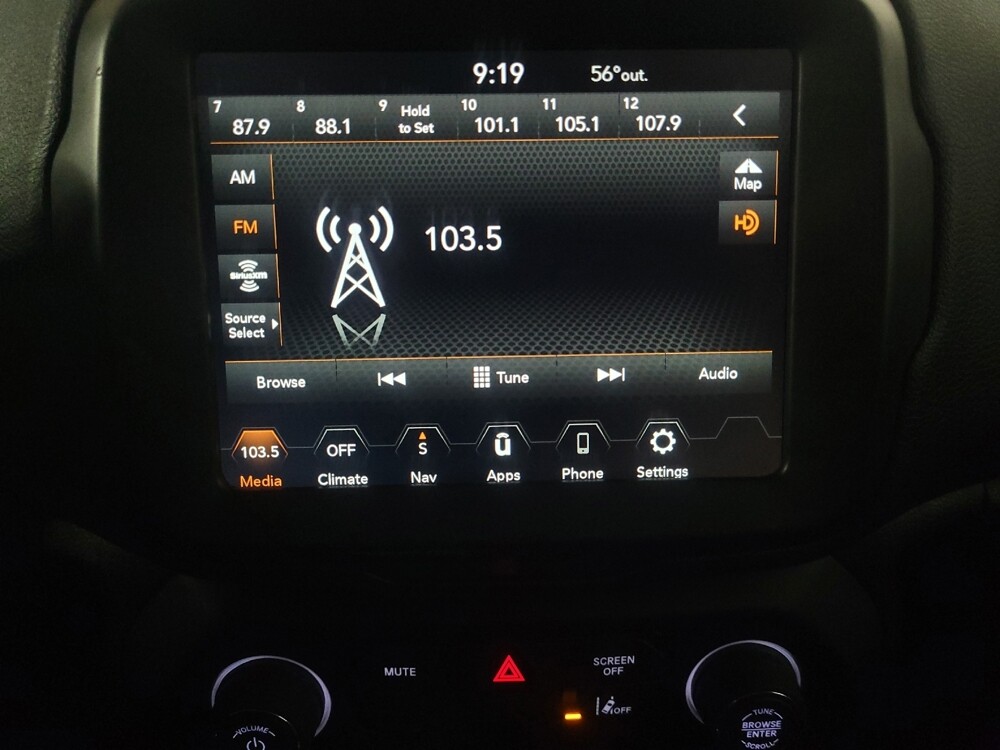 9:19 56°out.
7 8 9 Hold 10 11 12
87.9 88.1 to Set 101.1 105.1 107.9
AM
Map
FM
HD
103.5
SiriusXM
Source
Select
Browse Tune Audio
103.5 OFF S ū
Media Climate Nav Apps Phone Settings
MUTE
SCREEN
OFF
OFF
VOLUME
TUNE
BROWSE
ENTER
SCROLL